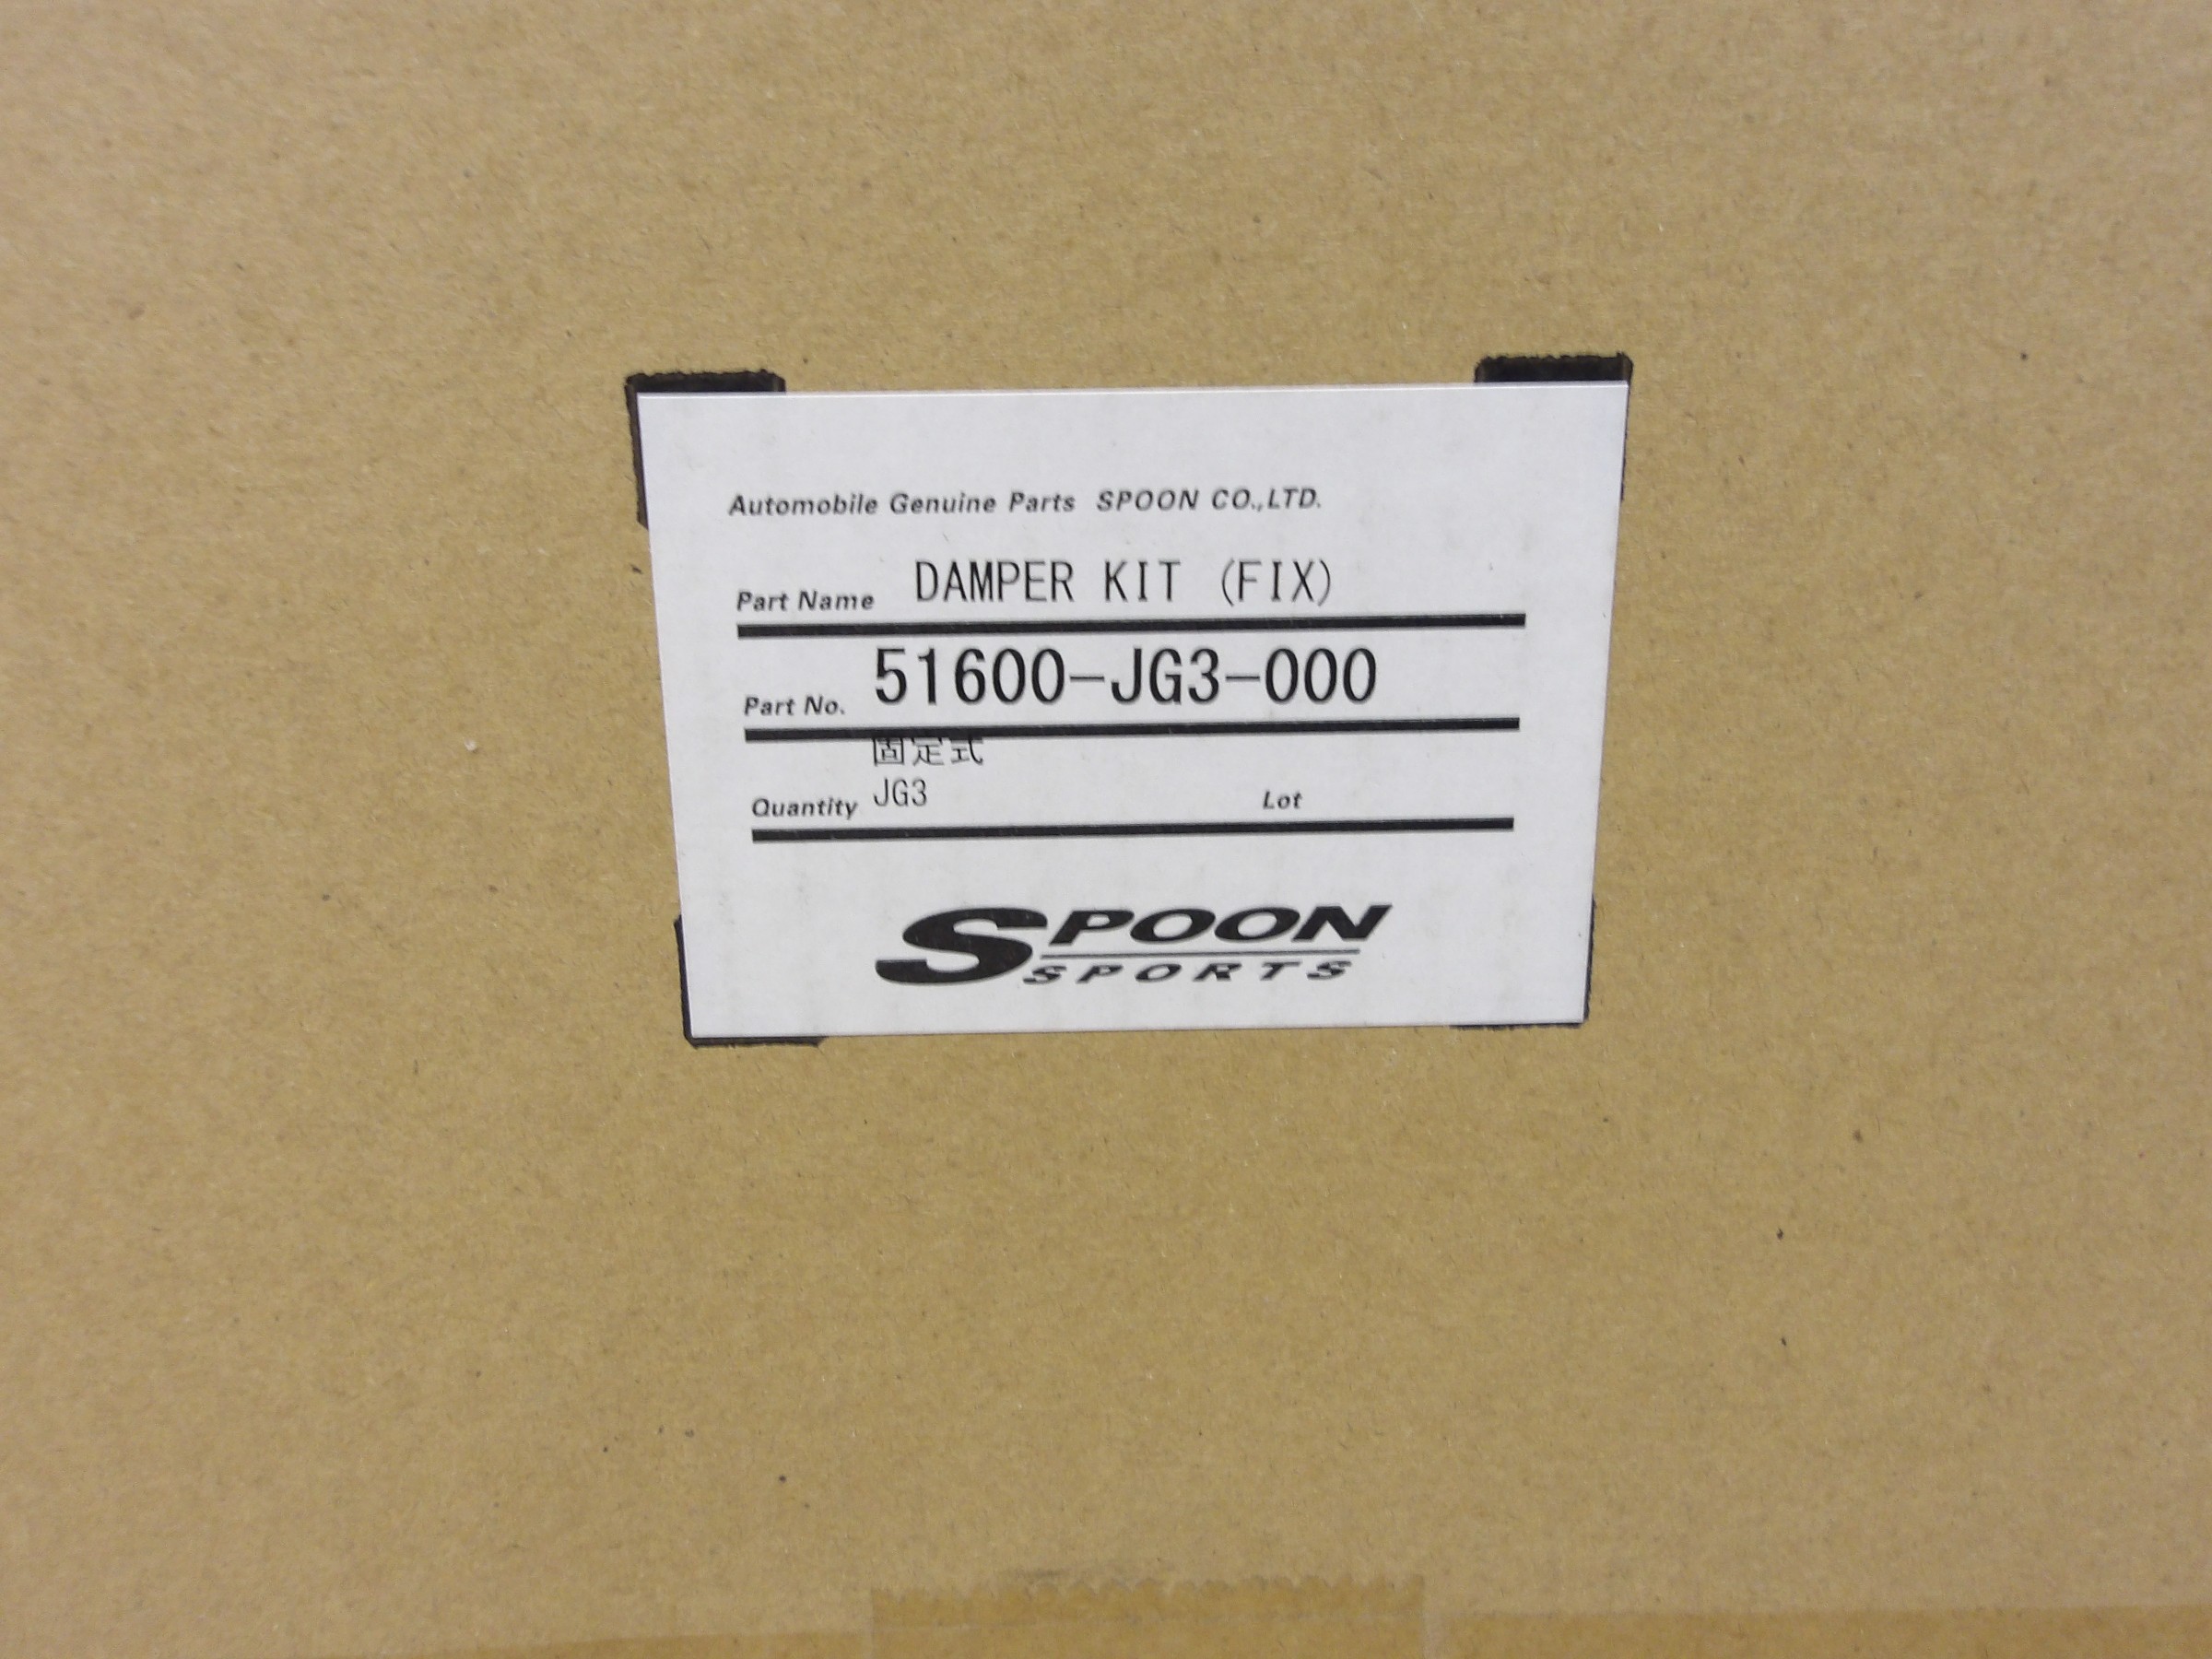 Automobile Genuine Parts SPOON CO.,LTD.
Part Name DAMPER KIT (FIX)
Part No. 51600-JG3-000
固定式
Quantity JG3 Lot
SPOON
SPORTS